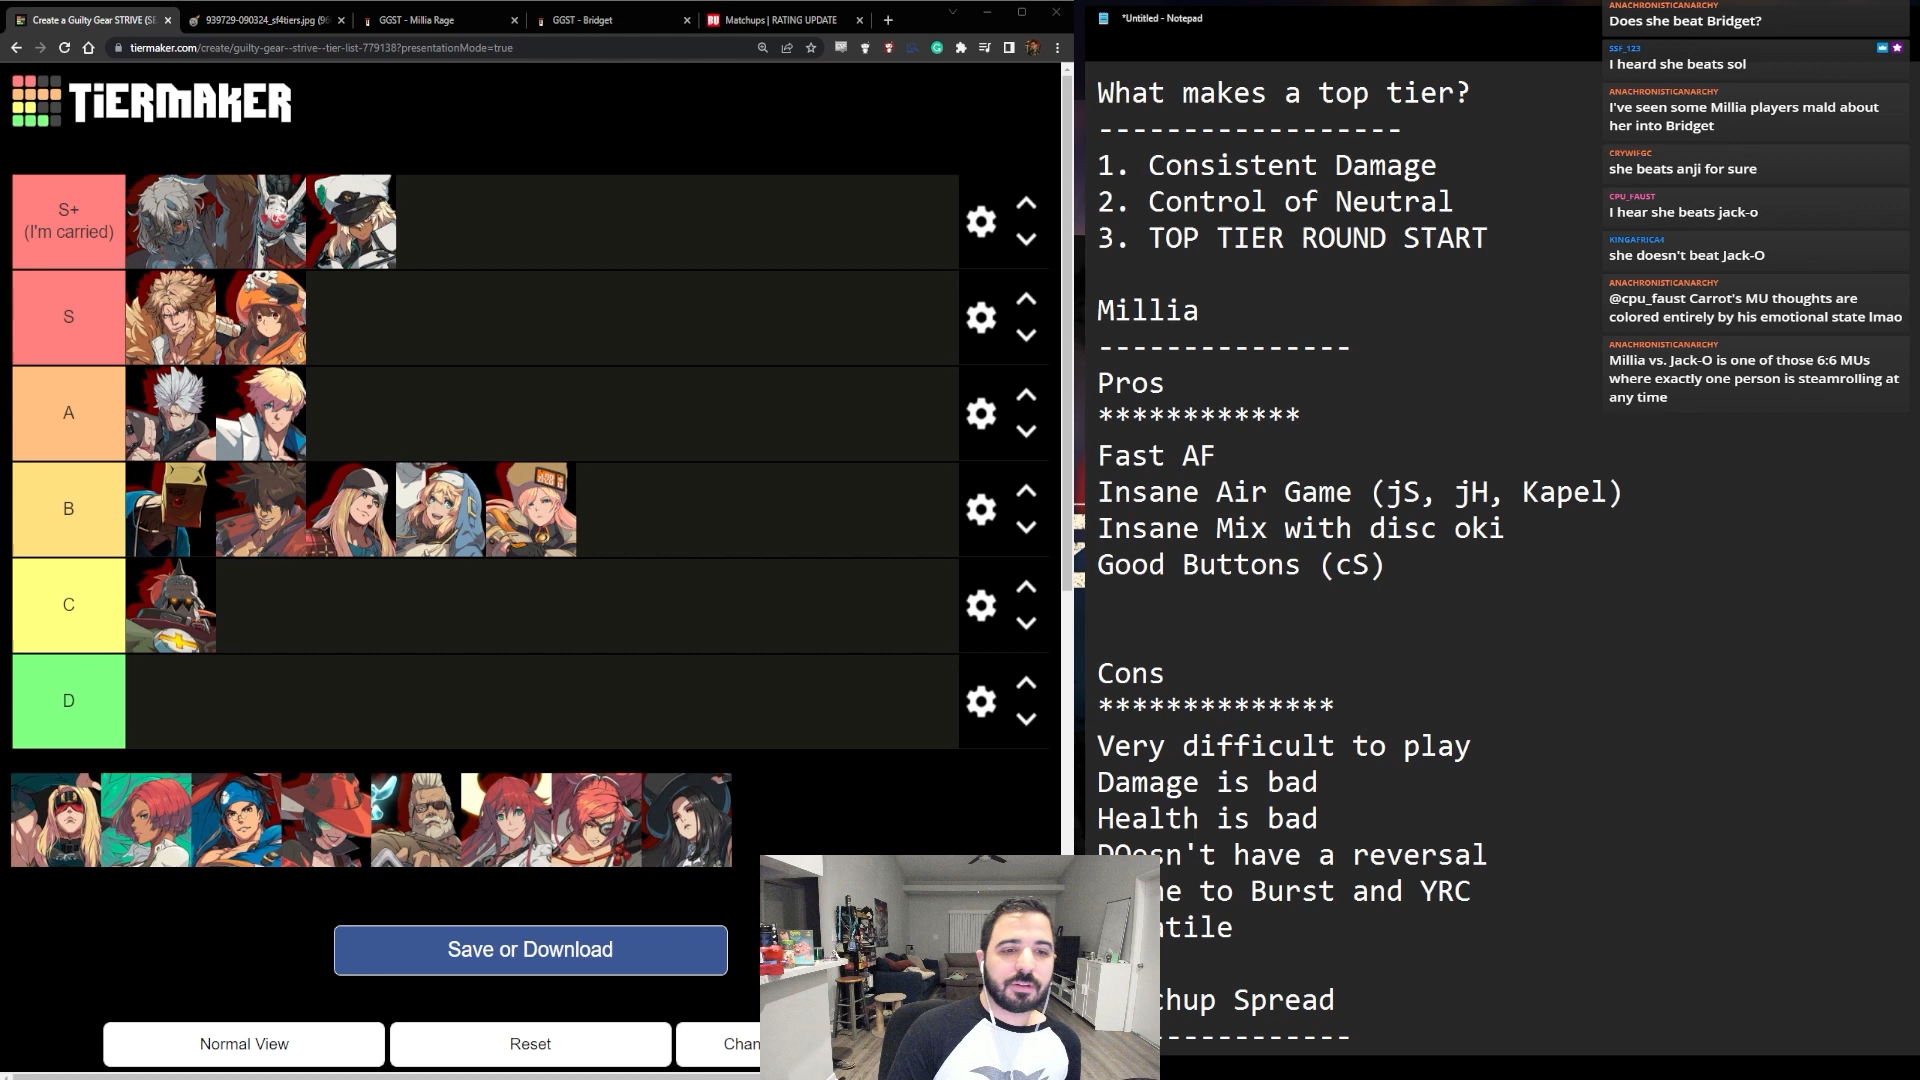 Create a Guilty Gear STRIVE (SE
939729-090324_sf4tiers.jpg (96
GGST - Millia Rage
GGST - Bridget
Matchups | RATING UPDATE
tiermaker.com/create/guilty-gear--strive--tier-list-779138?presentationMode=true
TIERMAKER
S+
(I'm carried)
S
A
B
C
D
Save or Download
Normal View
Reset
Chan
*Untitled - Notepad
What makes a top tier?
------------------
1. Consistent Damage
2. Control of Neutral
3. TOP TIER ROUND START
Millia
---------------
Pros
************
Fast AF
Insane Air Game (jS, jH, Kapel)
Insane Mix with disc oki
Good Buttons (cS)
Cons
**************
Very difficult to play
Damage is bad
Health is bad
DOesn't have a reversal
ne to Burst and YRC
atile
chup Spread
------------
ANACHRONISTICANARCHY
Does she beat Bridget?
SSF_123
I heard she beats sol
ANACHRONISTICANARCHY
I've seen some Millia players mald about
her into Bridget
CRYWIFGC
she beats anji for sure
CPU_FAUST
I hear she beats jack-o
KINGAFRICA4
she doesn't beat Jack-O
ANACHRONISTICANARCHY
@cpu_faust Carrot's MU thoughts are
colored entirely by his emotional state lmao
ANACHRONISTICANARCHY
Millia vs. Jack-O is one of those 6:6 MUs
where exactly one person is steamrolling at
any time